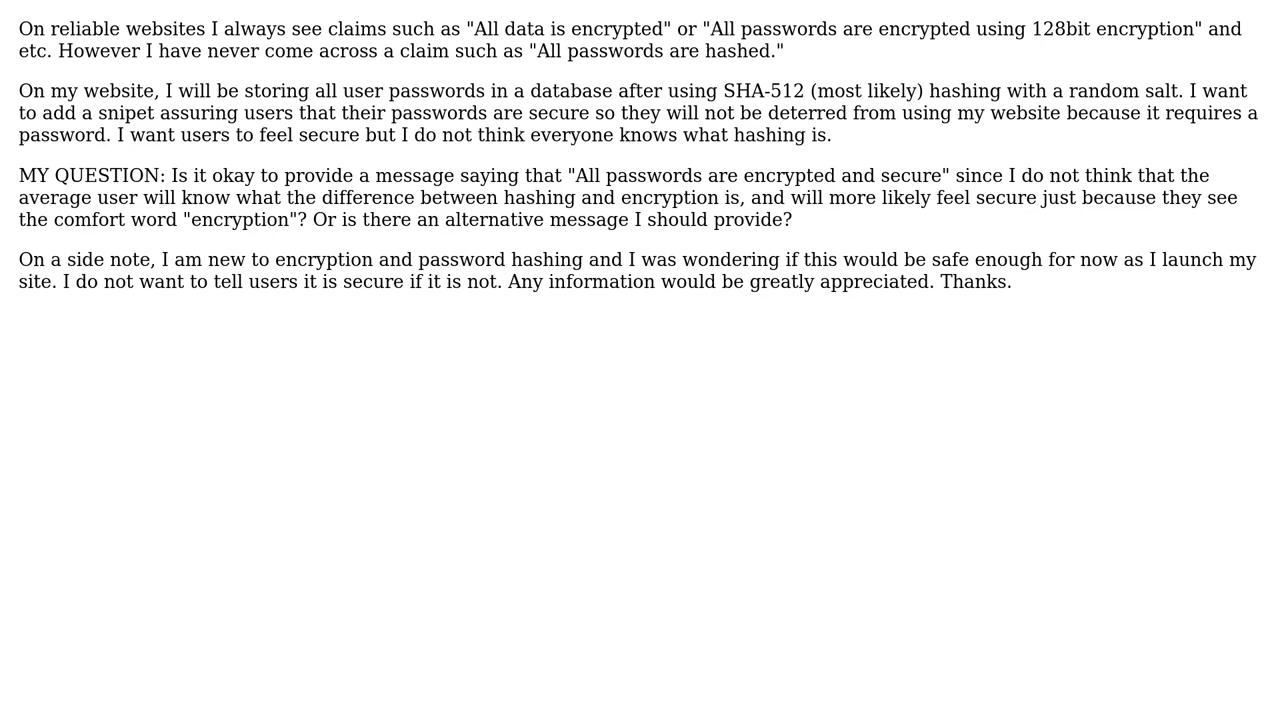 On reliable websites I always see claims such as "All data is encrypted" or "All passwords are encrypted using 128bit encryption" and
etc. However I have never come across a claim such as "All passwords are hashed."
On my website, I will be storing all user passwords in a database after using SHA-512 (most likely) hashing with a random salt. I want
to add a snipet assuring users that their passwords are secure so they will not be deterred from using my website because it requires a
password. I want users to feel secure but I do not think everyone knows what hashing is.
MY QUESTION: Is it okay to provide a message saying that "All passwords are encrypted and secure" since I do not think that the
average user will know what the difference between hashing and encryption is, and will more likely feel secure just because they see
the comfort word "encryption"? Or is there an alternative message I should provide?
On a side note, I am new to encryption and password hashing and I was wondering if this would be safe enough for now as I launch my
site. I do not want to tell users it is secure if it is not. Any information would be greatly appreciated. Thanks.